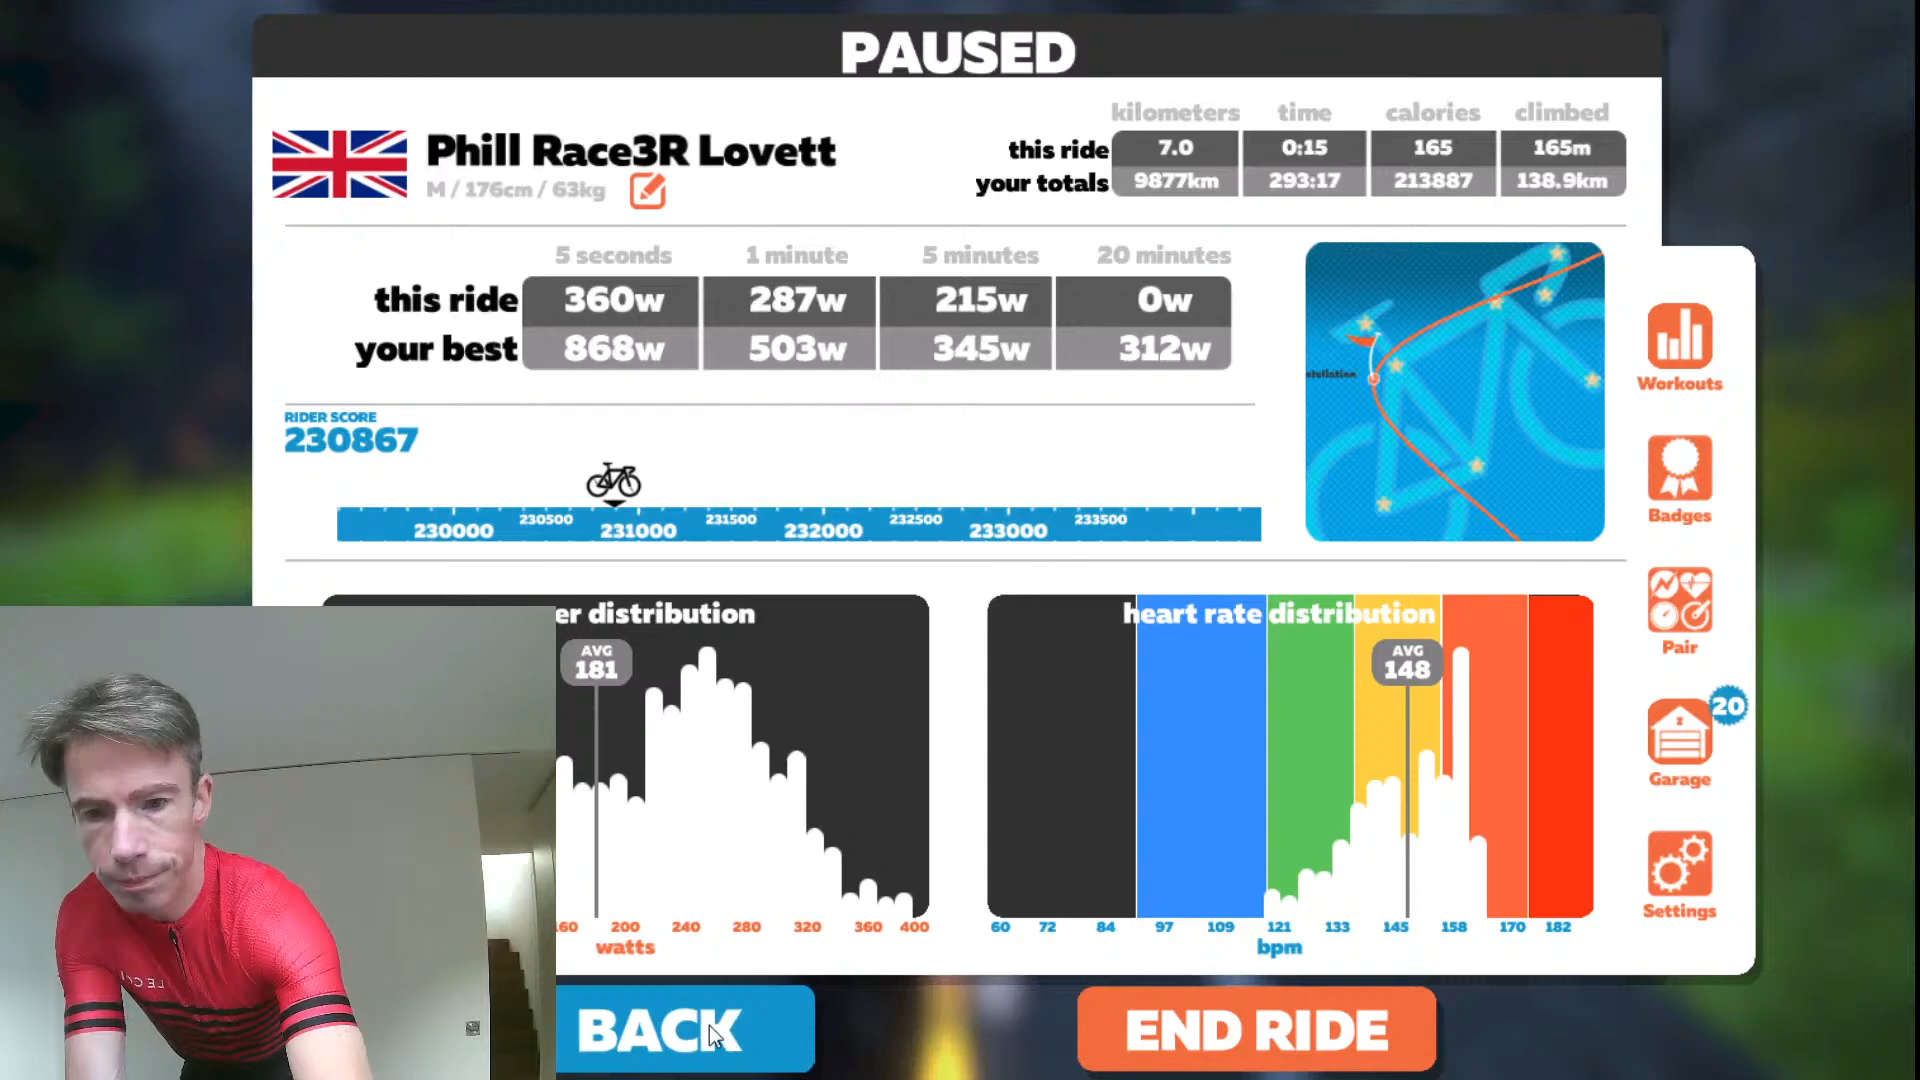 PAUSED
kilometers time calories climbed
Phill Race3R Lovett
this ride 7.0 0:15 165 165m
M / 176cm / 63kg
your totals 9877km 293:17 213887 138.9km
5 seconds 1 minute 5 minutes 20 minutes
this ride 360w 287w 215w 0w
your best 868w 503w 345w 312w
Workouts
RIDER SCORE
230867
230500 231500 232500 233500
230000 231000 232000 233000
Badges
er distribution
AVG
181
200 240 280 320 360 400
watts
heart rate distribution
AVG
148
60 72 84 97 109 121 133 145 158 170 182
bpm
Pair
20
Garage
Settings
BACK
END RIDE